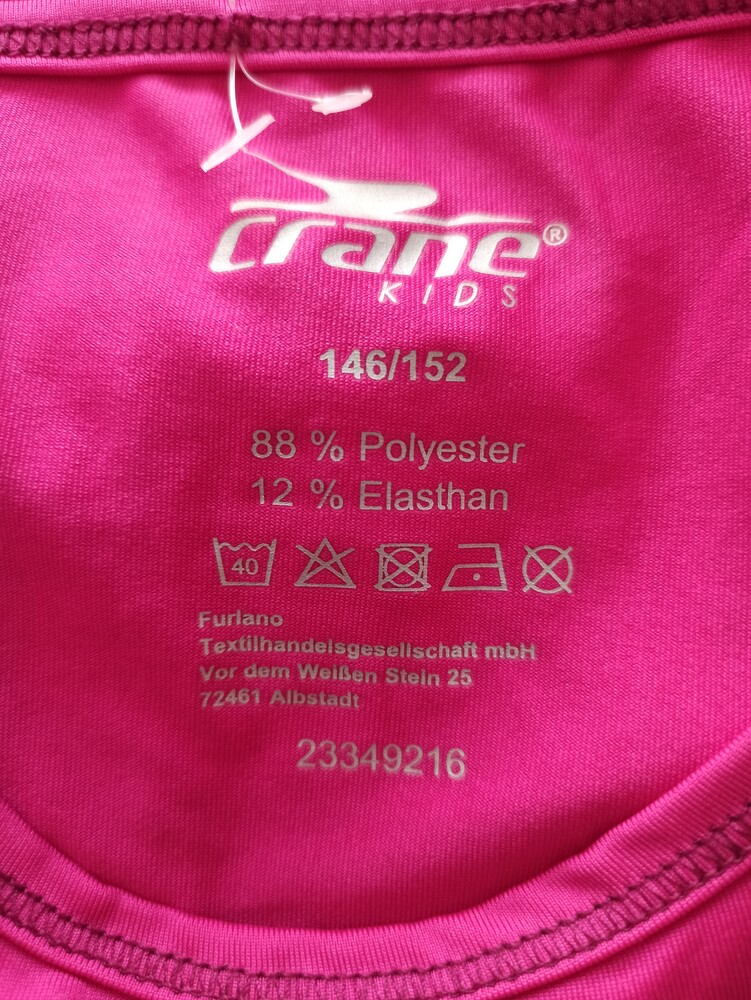 crane®
KIDS
146/152
88 % Polyester
12 % Elasthan
40
Furlano
Textilhandelsgesellschaft mbH
Vor dem Weißen Stein 25
72461 Albstadt
23349216